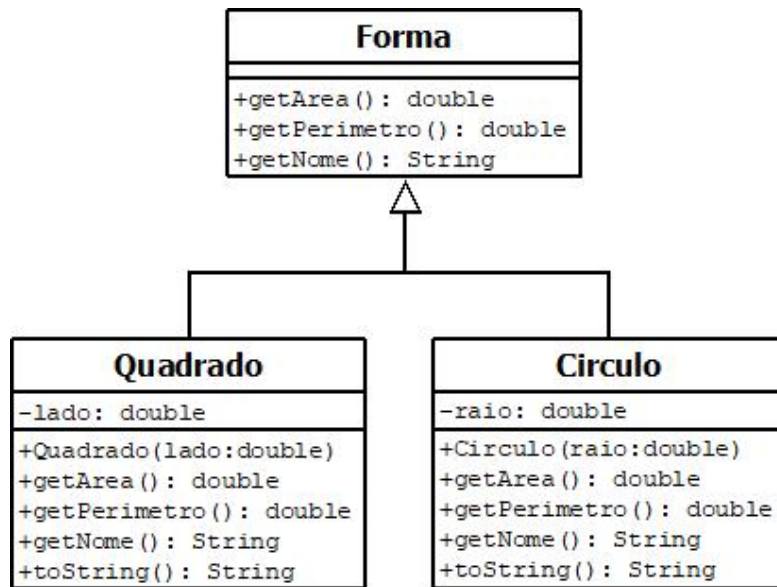 Forma
+getArea(): double
+getPerimetro(): double
+getNome(): String
Quadrado
-lado: double
+Quadrado(lado:double)
+getArea(): double
+getPerimetro(): double
+getNome(): String
+toString(): String
Circulo
-raio: double
+Circulo(raio:double)
+getArea(): double
+getPerimetro(): double
+getNome(): String
+toString(): String